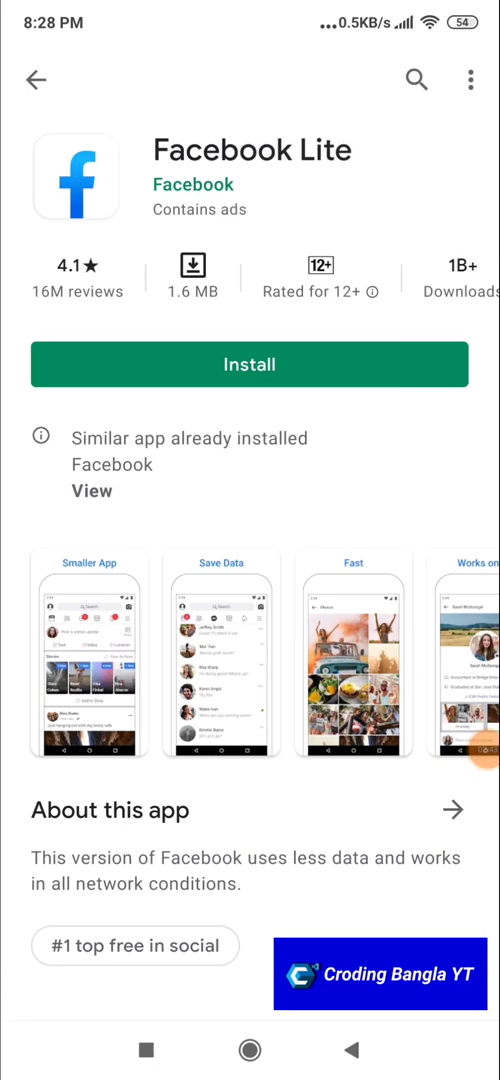 8:28 PM
...0.5KB/s
54
Facebook Lite
Facebook
Contains ads
4.1★
16M reviews
1.6 MB
12+
Rated for 12+
1B+
Downloads
Install
Similar app already installed
Facebook
View
Smaller App
Save Data
Fast
Works on
Search
Search
Home
About this app
This version of Facebook uses less data and works
in all network conditions.
#1 top free in social
Croding Bangla YT